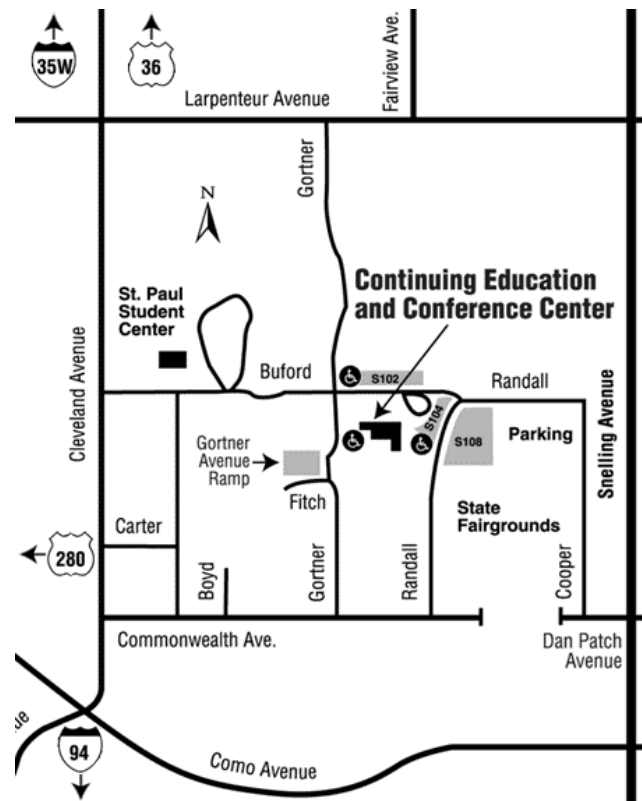 35W
36
Fairview Ave.
Larpenteur Avenue
Gortner
N
Continuing Education
and Conference Center
St. Paul
Student
Center
Cleveland Avenue
Buford
S102
Randall
Snelling Avenue
S104
S108
Parking
Gortner
Avenue
Ramp
Fitch
State
Fairgrounds
Carter
280
Boyd
Gortner
Randall
Cooper
Commonwealth Ave.
Dan Patch
Avenue
94
Como Avenue